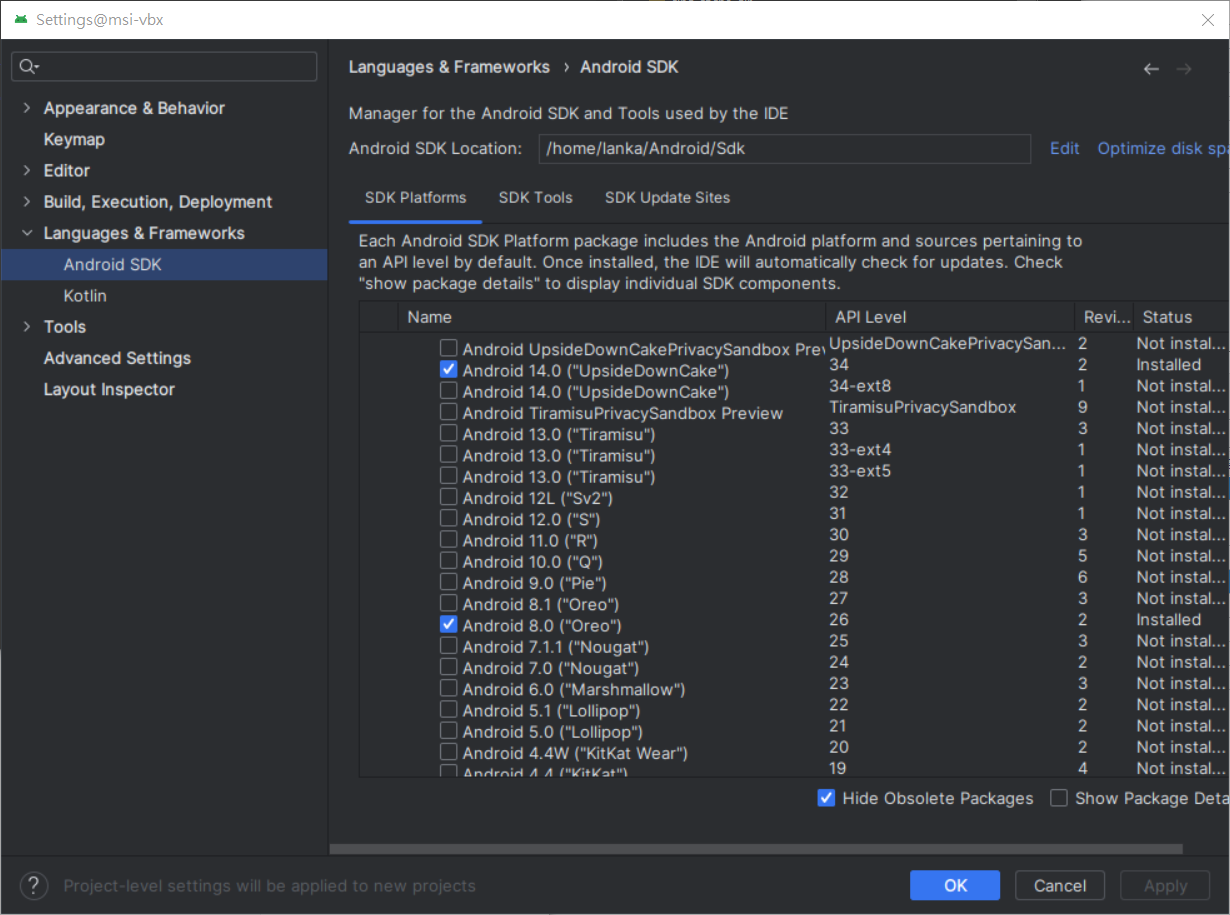 Settings@msi-vbx
Languages & Frameworks › Android SDK
Appearance & Behavior
Keymap
Editor
Build, Execution, Deployment
Languages & Frameworks
Android SDK
Kotlin
Tools
Advanced Settings
Layout Inspector
Manager for the Android SDK and Tools used by the IDE
Android SDK Location: /home/lanka/Android/Sdk Edit Optimize disk spa
SDK Platforms SDK Tools SDK Update Sites
Each Android SDK Platform package includes the Android platform and sources pertaining to
an API level by default. Once installed, the IDE will automatically check for updates. Check
"show package details" to display individual SDK components.
Name API Level Revi... Status
Android UpsideDownCakePrivacySandbox Prev UpsideDownCakePrivacySan... 2 Not instal...
Android 14.0 ("UpsideDownCake") 34 2 Installed
Android 14.0 ("UpsideDownCake") 34-ext8 1 Not instal...
Android TiramisuPrivacySandbox Preview TiramisuPrivacySandbox 9 Not instal...
Android 13.0 ("Tiramisu") 33 3 Not instal...
Android 13.0 ("Tiramisu") 33-ext4 1 Not instal...
Android 13.0 ("Tiramisu") 33-ext5 1 Not instal...
Android 12L ("Sv2") 32 1 Not instal...
Android 12.0 ("S") 31 1 Not instal...
Android 11.0 ("R") 30 3 Not instal...
Android 10.0 ("Q") 29 5 Not instal...
Android 9.0 ("Pie") 28 6 Not instal...
Android 8.1 ("Oreo") 27 3 Not instal...
Android 8.0 ("Oreo") 26 2 Installed
Android 7.1.1 ("Nougat") 25 3 Not instal...
Android 7.0 ("Nougat") 24 2 Not instal...
Android 6.0 ("Marshmallow") 23 3 Not instal...
Android 5.1 ("Lollipop") 22 2 Not instal...
Android 5.0 ("Lollipop") 21 2 Not instal...
Android 4.4W ("KitKat Wear") 20 2 Not instal...
Android 4.4 ("KitKat") 19 4 Not instal...
Hide Obsolete Packages Show Package Deta
? Project-level settings will be applied to new projects
OK Cancel Apply